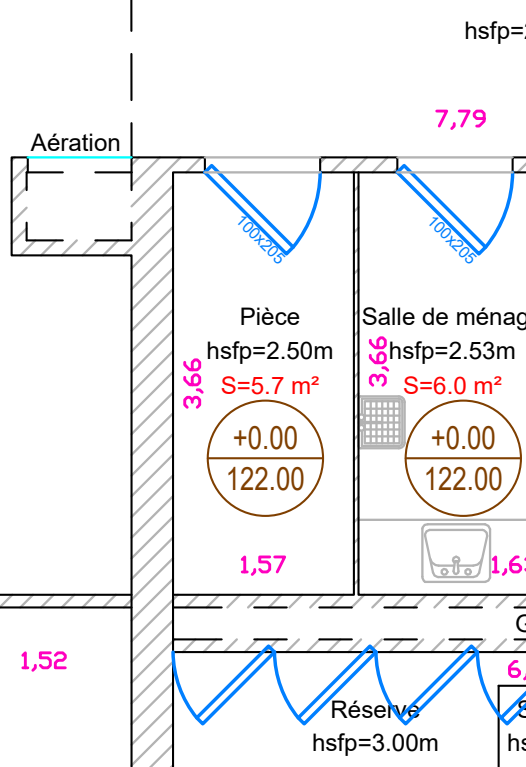 hsfp=
7,79
Aération
100x205
100x205
Pièce
hsfp=2.50m
S=5.7 m²
3,66
+0.00
122.00
1,57
Salle de ménag
hsfp=2.53m
S=6.0 m²
3,66
+0.00
122.00
1,63
1,52
G
6,
Réserve
hsfp=3.00m
S
hs